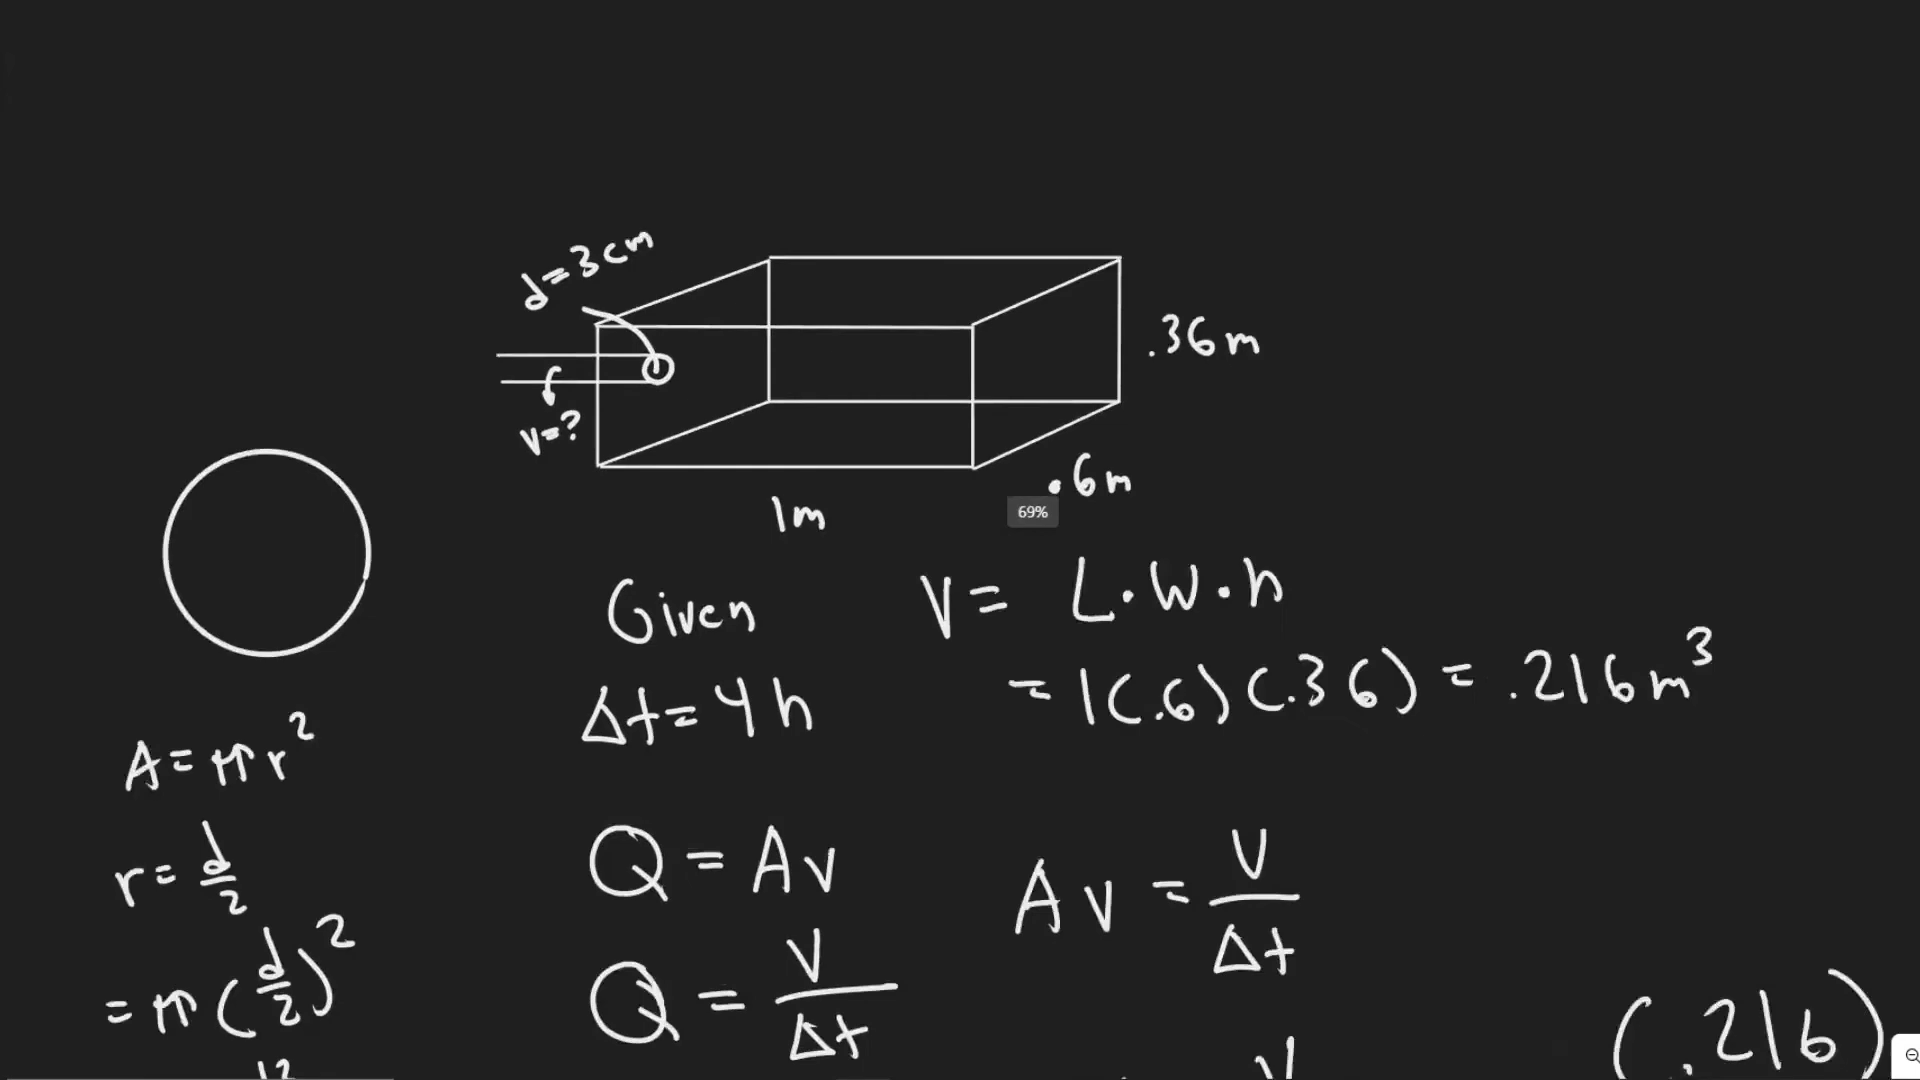 d=3cm
.36m
v=?
.6m
1m
69%
Given
Δt=4h
V= L·W·h
=1(.6)(.36)=.216m³
A=πr²
r=d/2
=π(d/2)²
Q=Av
Q=V/Δt
Av=V/Δt
V
(.216)